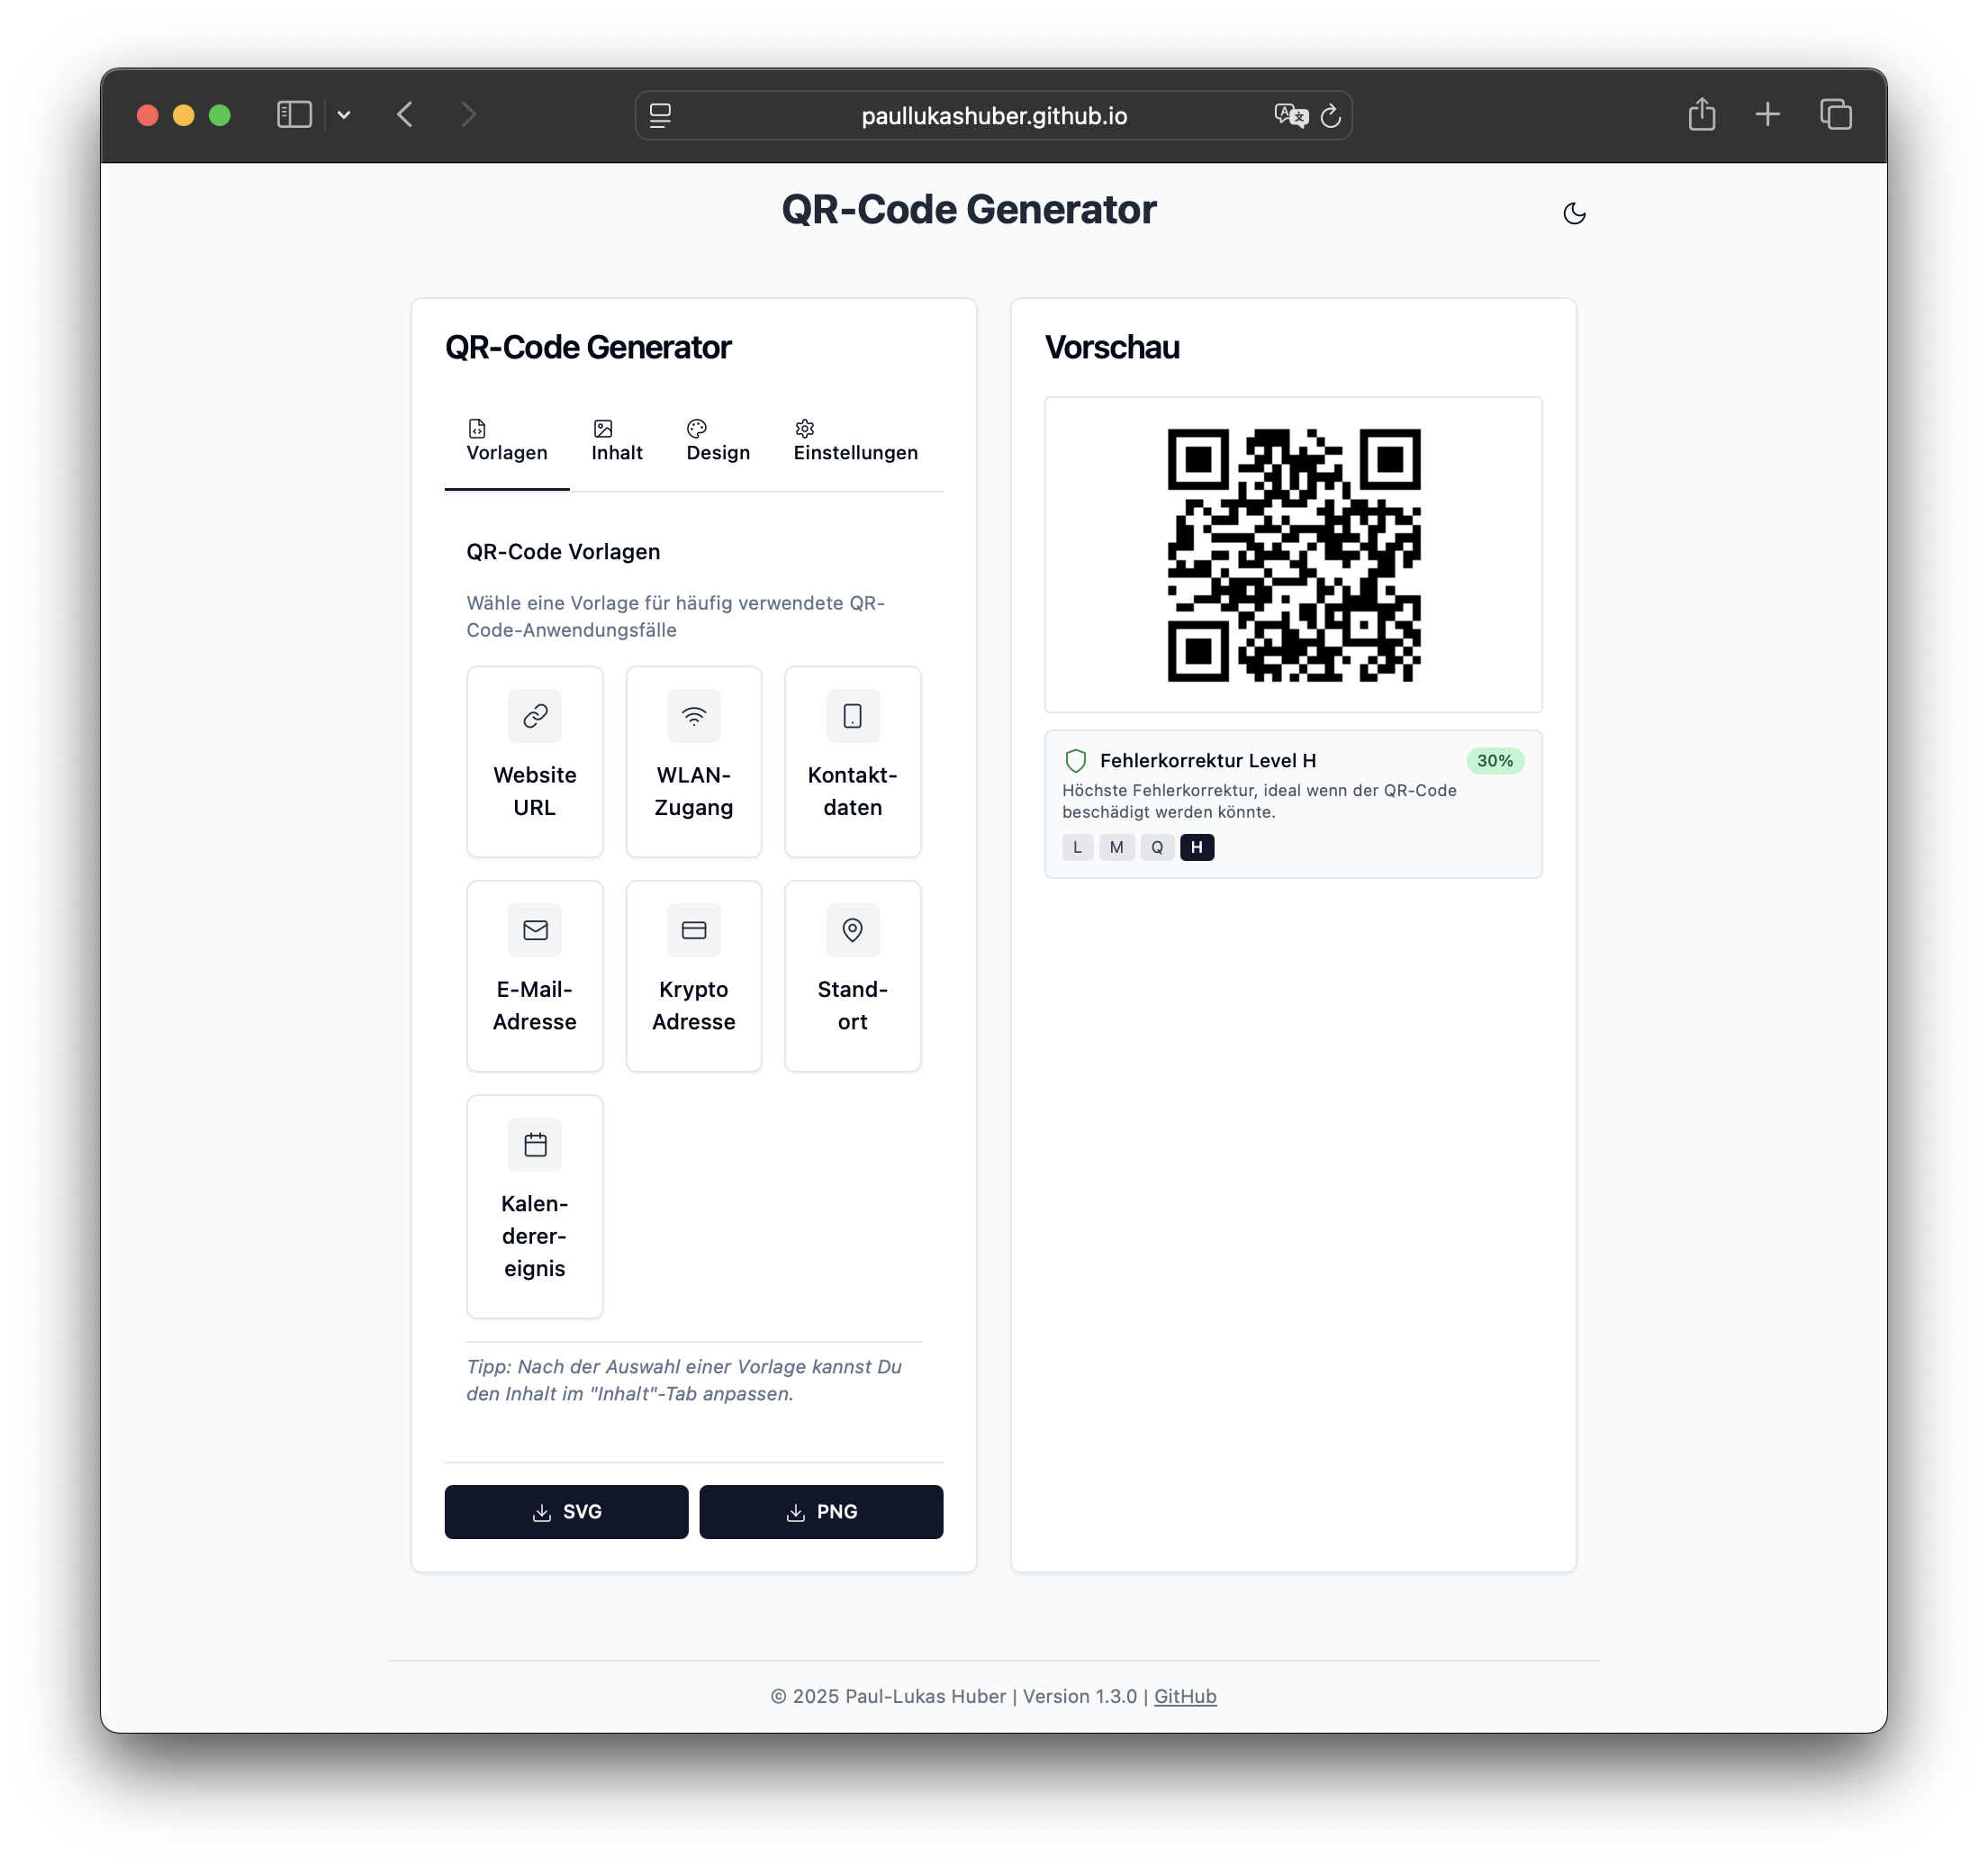 paullukashuber.github.io
QR-Code Generator
QR-Code Generator
Vorlagen
Inhalt
Design
Einstellungen
QR-Code Vorlagen
Wähle eine Vorlage für häufig verwendete QR-
Code-Anwendungsfälle
Website
URL
WLAN-
Zugang
Kontakt-
daten
E-Mail-
Adresse
Krypto
Adresse
Stand-
ort
Kalen-
derer-
eignis
Tipp: Nach der Auswahl einer Vorlage kannst Du
den Inhalt im "Inhalt"-Tab anpassen.
SVG
PNG
Vorschau
Fehlerkorrektur Level H
30%
Höchste Fehlerkorrektur, ideal wenn der QR-Code
beschädigt werden könnte.
L M Q H
© 2025 Paul-Lukas Huber | Version 1.3.0 | GitHub